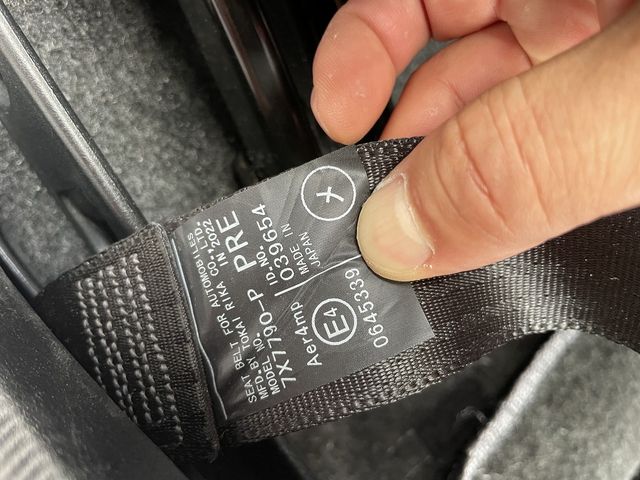 SEAT BELT FOR AUTOMOBILES
MFD.BY TOKAI RIKA CO., LTD.
MODEL NO. IN 2022
7X7790-P PRE
Aer4mp
ID.NO.
039654
E4
MADE IN
JAPAN
0645339